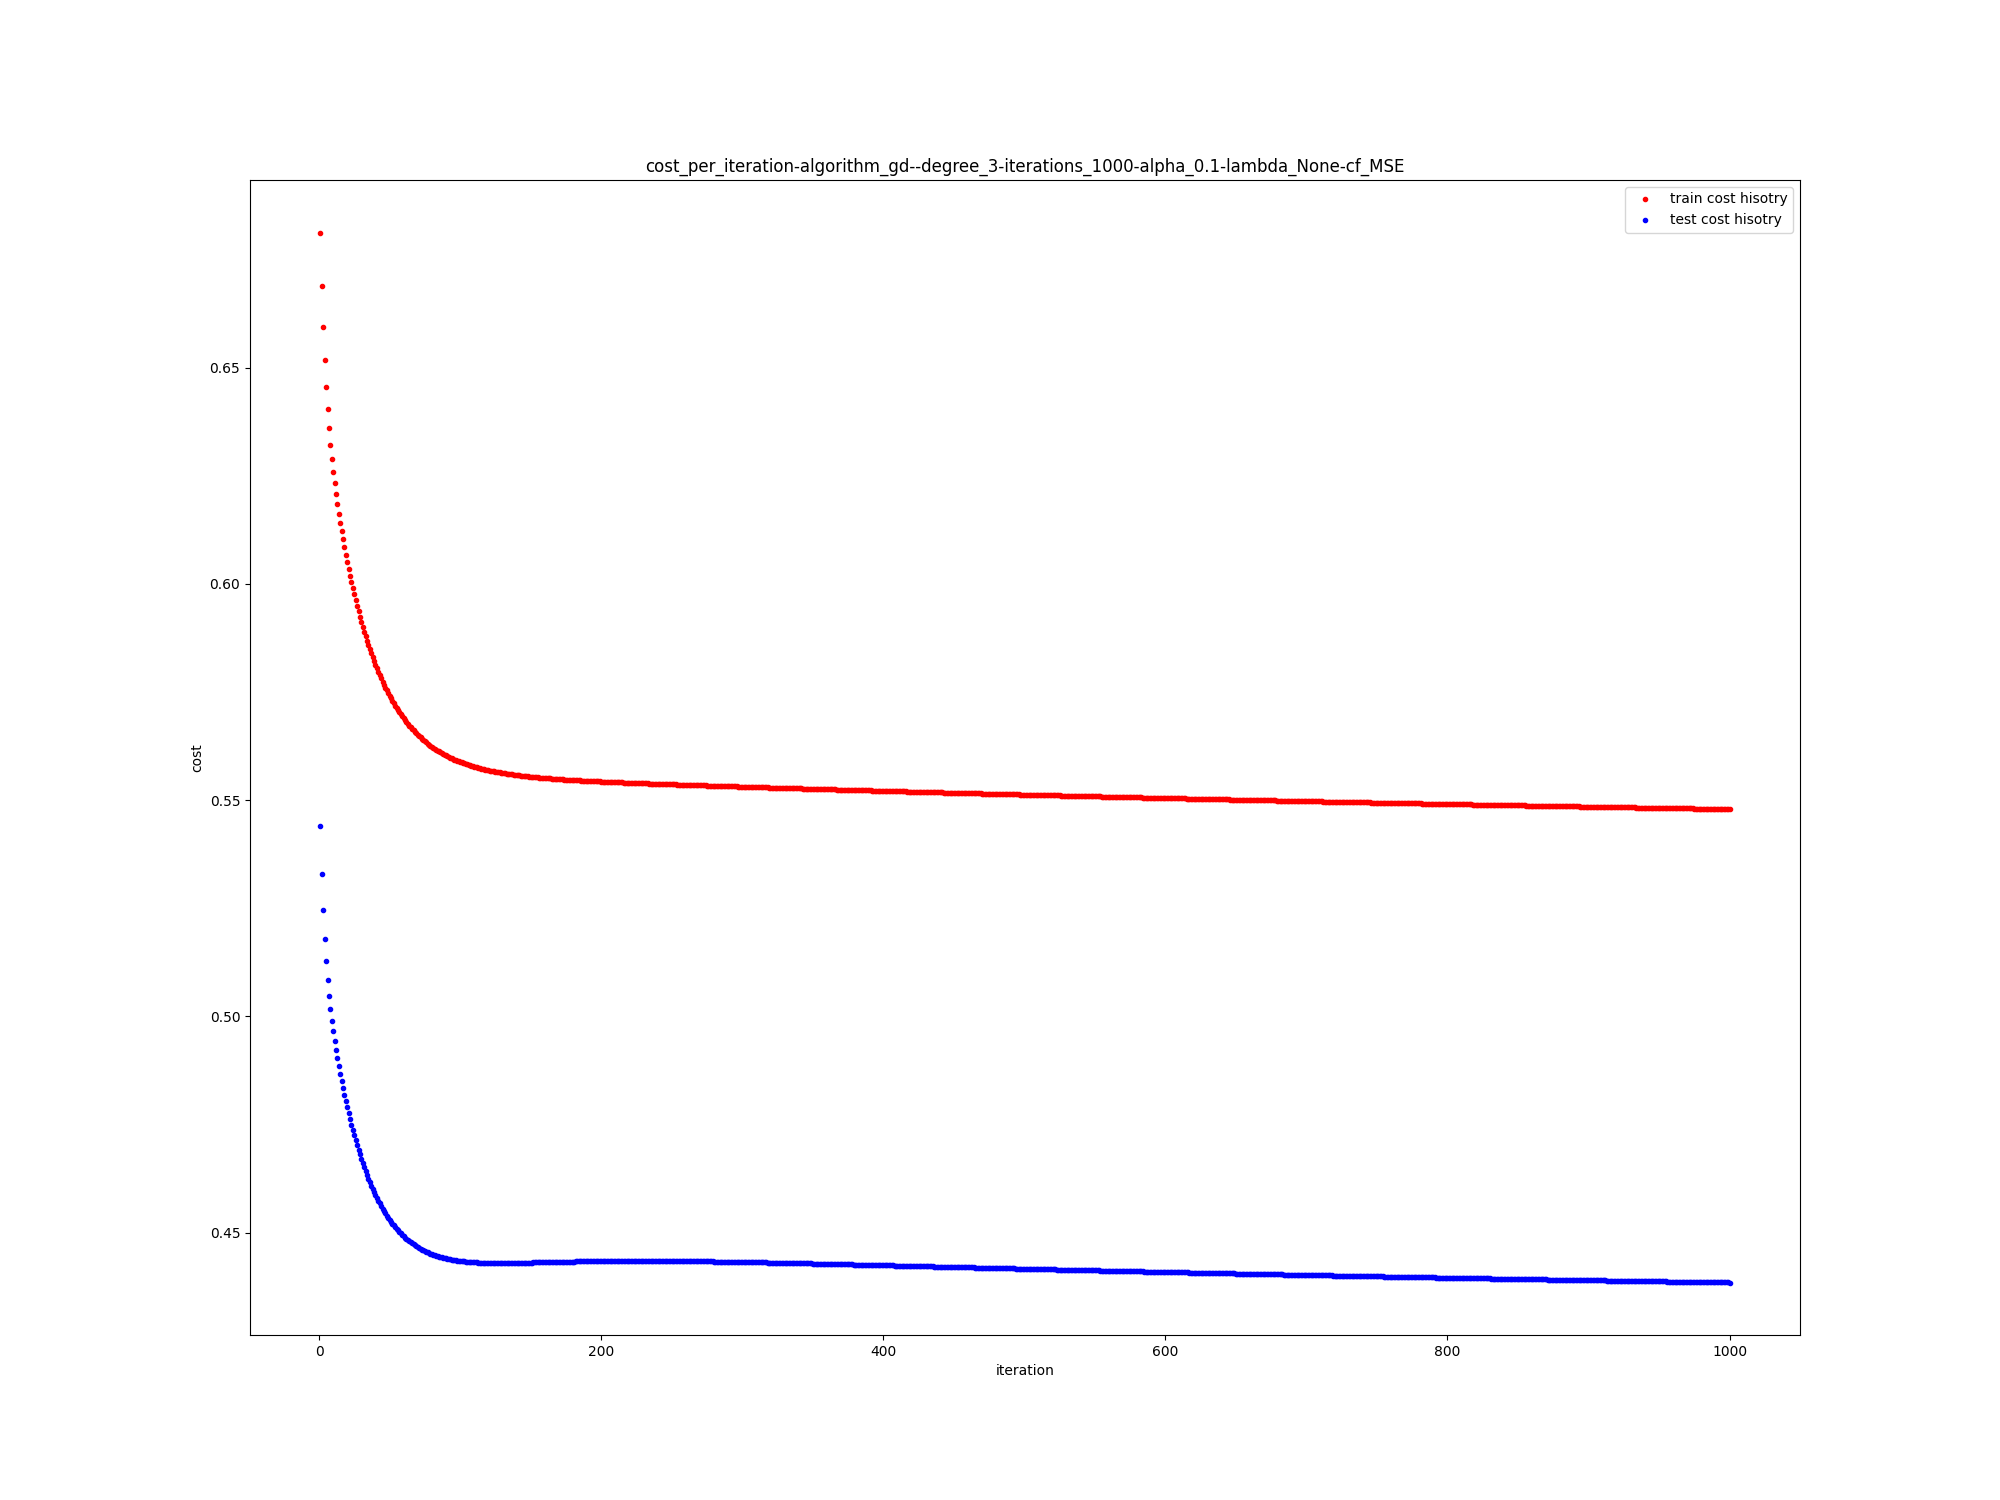 cost_per_iteration-algorithm_gd--degree_3-iterations_1000-alpha_0.1-lambda_None-cf_MSE
train cost hisotry
test cost hisotry
0.65
0.60
0.55
0.50
0.45
cost
0 200 400 600 800 1000
iteration